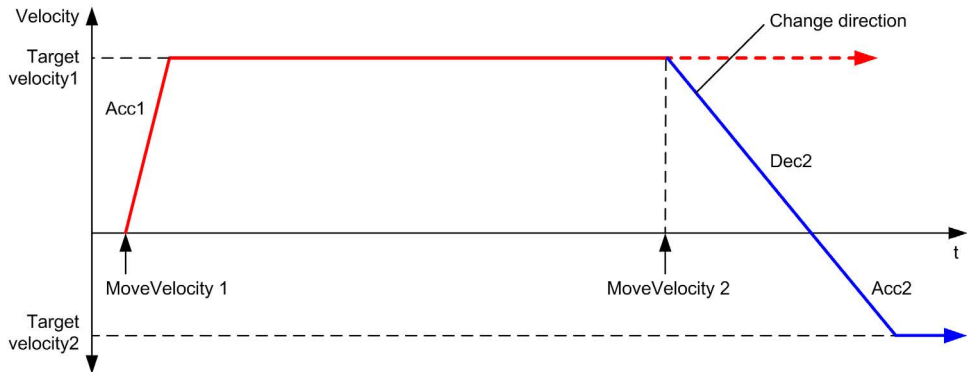 Velocity
Change direction
Target
velocity1
Acc1
Dec2
t
MoveVelocity 1
MoveVelocity 2
Acc2
Target
velocity2